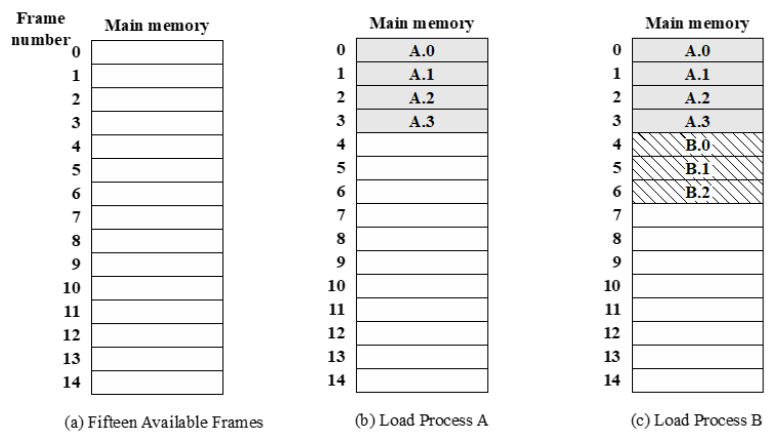 Frame
number
Main memory
0
1
2
3
4
5
6
7
8
9
10
11
12
13
14
(a) Fifteen Available Frames
Main memory
0 A.0
1 A.1
2 A.2
3 A.3
4
5
6
7
8
9
10
11
12
13
14
(b) Load Process A
Main memory
0 A.0
1 A.1
2 A.2
3 A.3
4 B.0
5 B.1
6 B.2
7
8
9
10
11
12
13
14
(c) Load Process B